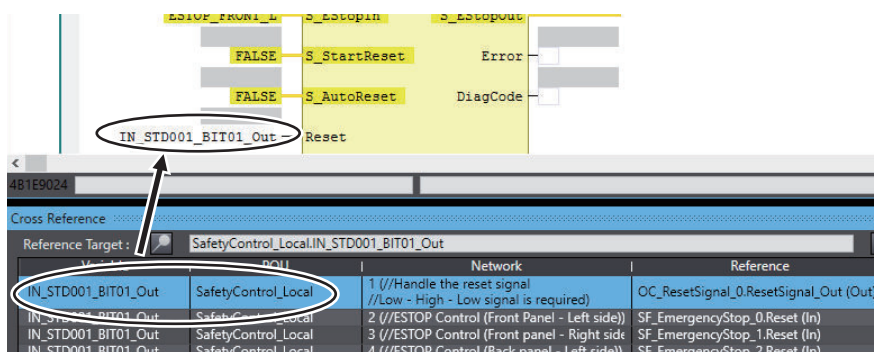 ESTOP_FRONT_L S_EStopIn S_EStopOut
FALSE S_StartReset Error
FALSE S_AutoReset DiagCode
IN_STD001_BIT01_Out Reset
<
4B1E9024
Cross Reference
Reference Target : SafetyControl_Local.IN_STD001_BIT01_Out
Variable POU Network Reference
IN_STD001_BIT01_Out SafetyControl_Local 1 (//Handle the reset signal OC_ResetSignal_0.ResetSignal_Out (Out)
//Low - High - Low signal is required)
IN_STD001_BIT01_Out SafetyControl_Local 2 (//ESTOP Control (Front Panel - Left side)) SF_EmergencyStop_0.Reset (In)
IN_STD001_BIT01_Out SafetyControl_Local 3 (//ESTOP Control (Front panel - Right side SF_EmergencyStop_1.Reset (In)
IN_STD001_BIT01_Out SafetyControl_Local 4 (//ESTOP Control (Back panel - Left side)) SF_EmergencyStop_2.Reset (In)